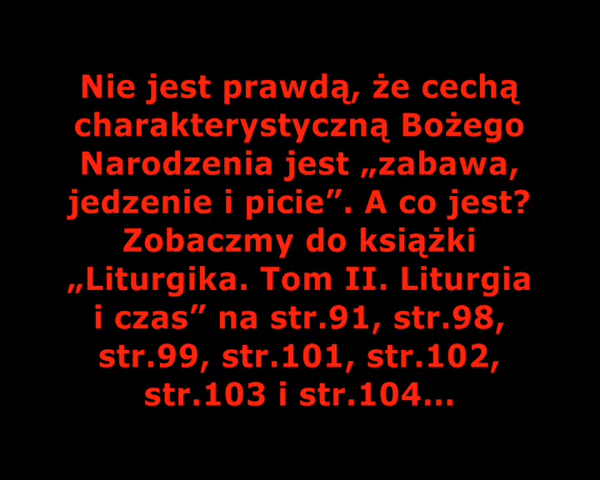 Nie jest prawdą, że cechą
charakterystyczną Bożego
Narodzenia jest „zabawa,
jedzenie i picie”. A co jest?
Zobaczmy do książki
„Liturgika. Tom II. Liturgia
i czas” na str.91, str.98,
str.99, str.101, str.102,
str.103 i str.104...